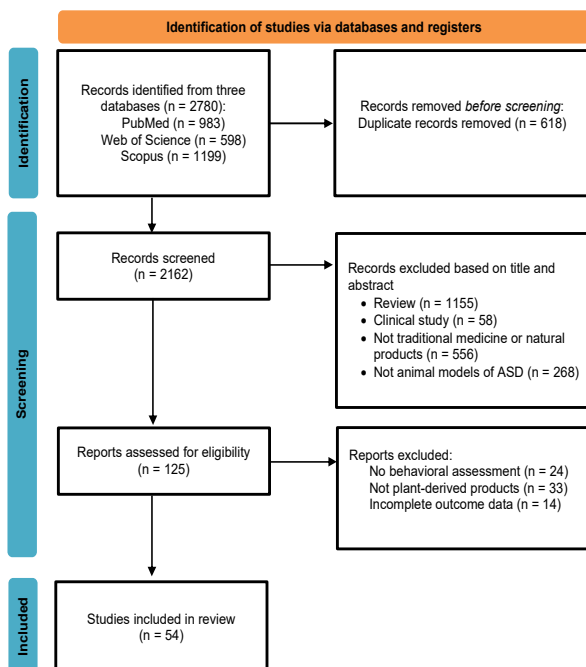 Identification of studies via databases and registers
Identification
Records identified from three
databases (n = 2780):
PubMed (n = 983)
Web of Science (n = 598)
Scopus (n = 1199)
Records removed before screening:
Duplicate records removed (n = 618)
Screening
Records screened
(n = 2162)
Records excluded based on title and
abstract
• Review (n = 1155)
• Clinical study (n = 58)
• Not traditional medicine or natural
products (n = 556)
• Not animal models of ASD (n = 268)
Reports assessed for eligibility
(n = 125)
Reports excluded:
No behavioral assessment (n = 24)
Not plant-derived products (n = 33)
Incomplete outcome data (n = 14)
Included
Studies included in review
(n = 54)